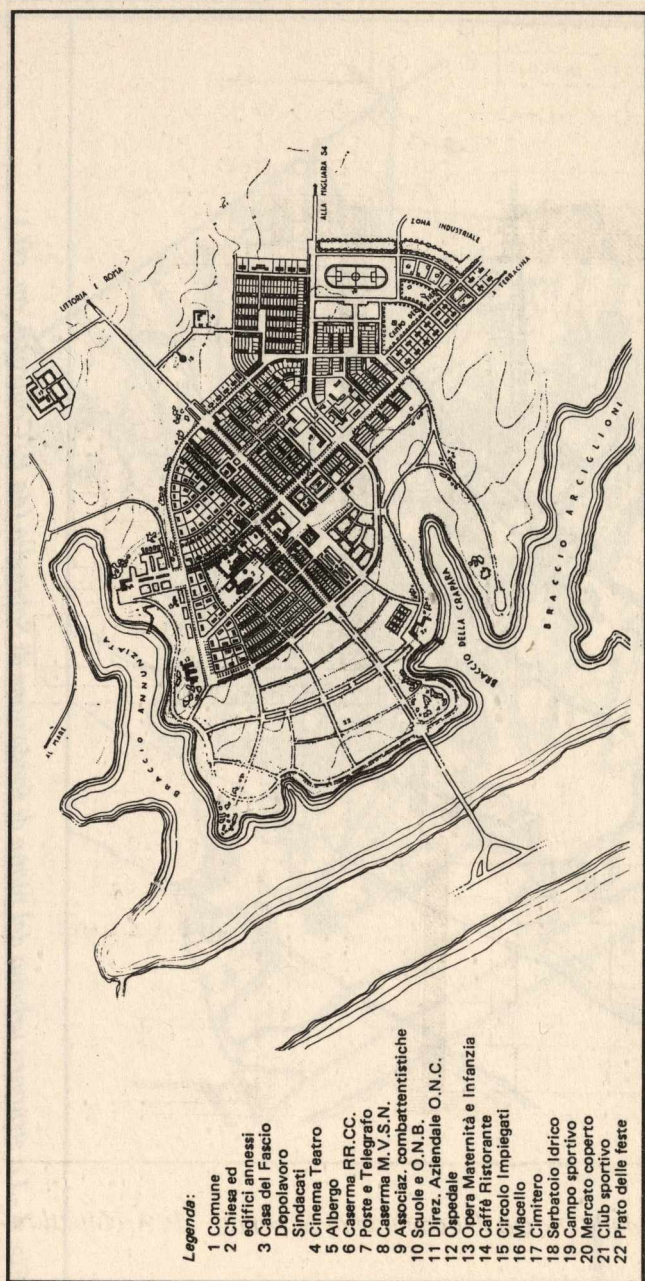 Legenda:
1 Comune
2 Chiesa ed
edifici annessi
3 Casa del Fascio
Dopolavoro
Sindacati
4 Cinema Teatro
5 Albergo
6 Caserma RR.CC.
7 Poste e Telegrafo
8 Caserma M.V.S.N.
9 Associaz. combattentistiche
10 Scuole e O.N.B.
11 Direz. Aziendale O.N.C.
12 Ospedale
13 Opera Maternità e Infanzia
14 Caffè Ristorante
15 Circolo Impiegati
16 Macello
17 Cimitero
18 Serbatoio Idrico
19 Campo sportivo
20 Mercato coperto
21 Club sportivo
22 Prato delle feste
LITTORIA E ROMA
ALLA MIGLIARA 54
ZONA INDUSTRIALE
A TERRACINA
AL MARE
BRACCIO ANNUNZIATA
BRACCIO DELLA CRAPARA
BRACCIO ARCIGLIONI